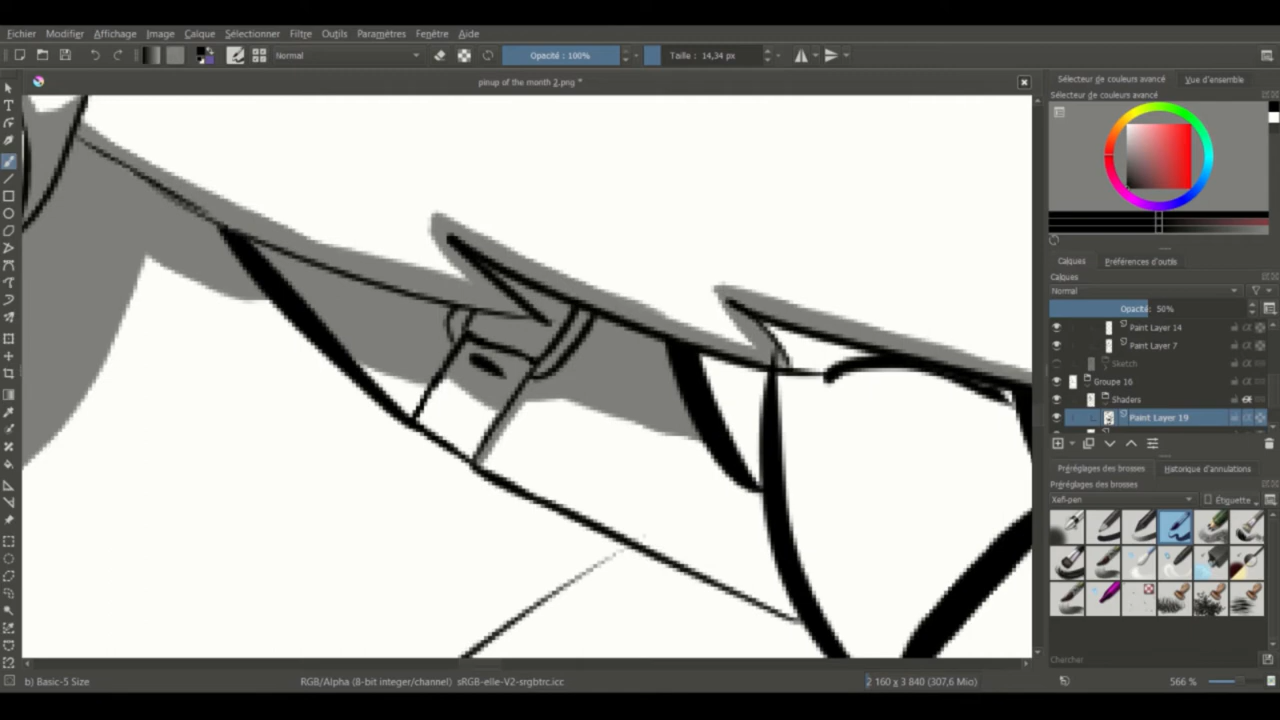 Fichier Modifier Affichage Image Calque Sélectionner Filtre Outils Paramètres Fenêtre Aide
Normal Opacité : 100% Taille : 14,34 px
pinup of the month 2.png *
Sélecteur de couleurs avancé Vue d'ensemble
Sélecteur de couleurs avancé
Calques Préférences d'outils
Calques
Normal
Opacité: 50%
Paint Layer 14
Paint Layer 7
Sketch
Groupe 16
Shaders
Paint Layer 19
Préréglages des brosses Historique d'annulations
Préréglages des brosses
Xefi-pen Étiquette
Chercher
b) Basic-5 Size RGB/Alpha (8-bit integer/channel) sRGB-elle-V2-srgbtrc.icc 2 160 x 3 840 (307,6 Mio) 566 %